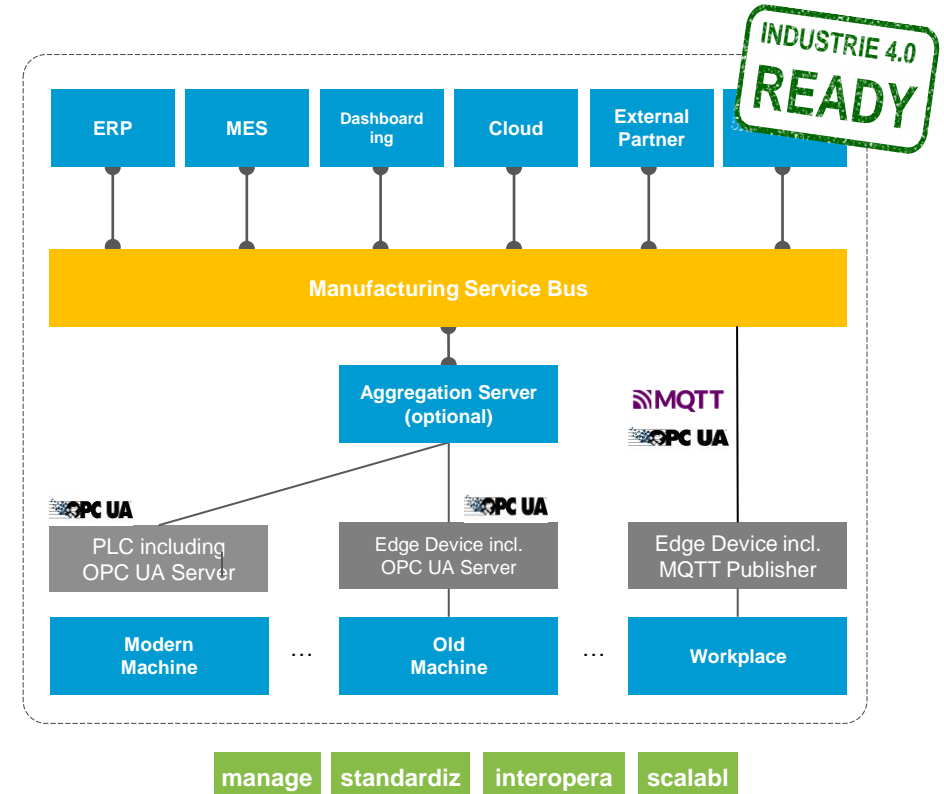 INDUSTRIE 4.0
READY
ERP
MES
Dashboard
ing
Cloud
External
Partner
Manufacturing Service Bus
Aggregation Server
(optional)
MQTT
OPC UA
OPC UA
OPC UA
PLC including
OPC UA Server
Edge Device incl.
OPC UA Server
Edge Device incl.
MQTT Publisher
Modern
Machine
...
Old
Machine
...
Workplace
manage
standardiz
interopera
scalabl